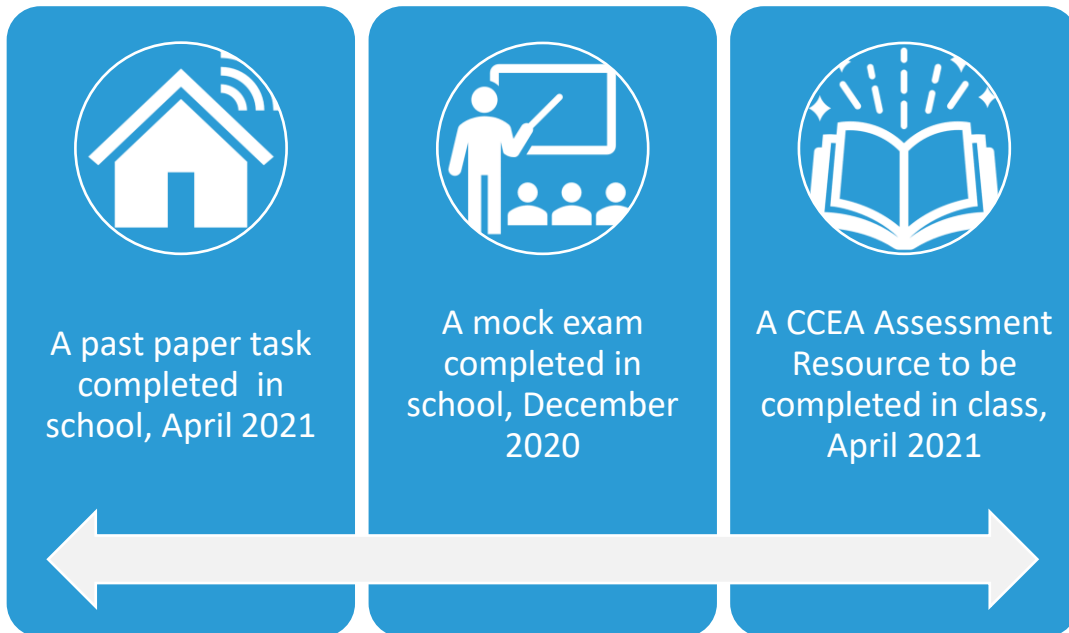 A past paper task
completed  in
school, April 2021
A mock exam
completed in
school, December
2020
A CCEA Assessment
Resource to be
completed in class,
April 2021